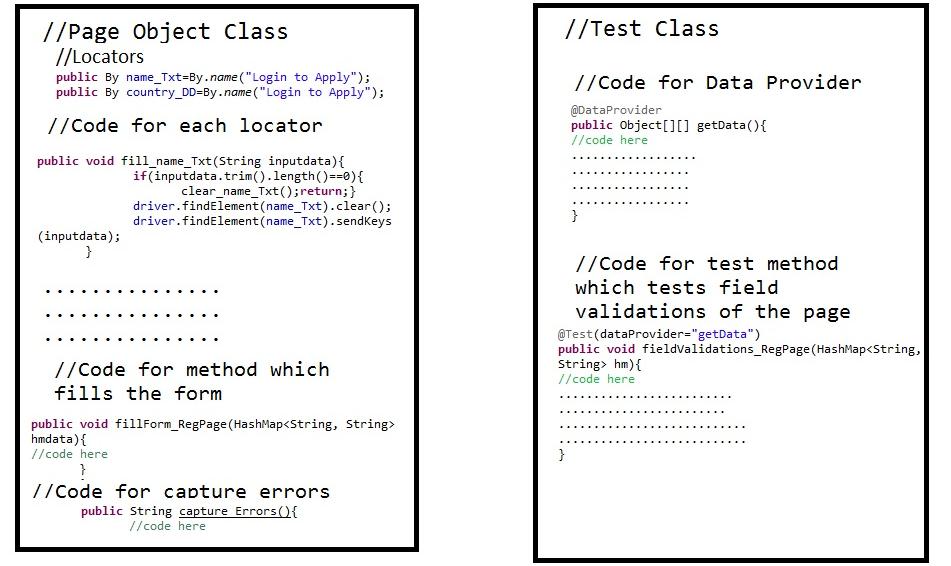 //Page Object Class
//Locators
public By name_Txt=By.name("Login to Apply");
public By country_DD=By.name("Login to Apply");
//Code for each locator
public void fill_name_Txt(String inputdata){
if(inputdata.trim().length()==0){
clear_name_Txt();return;}
driver.findElement(name_Txt).clear();
driver.findElement(name_Txt).sendKeys
(inputdata);
}
...............
...............
...............
//Code for method which
fills the form
public void fillForm_RegPage(HashMap<String, String>
hmdata){
//code here
}
//Code for capture errors
public String capture Errors(){
//code here
//Test Class
//Code for Data Provider
@DataProvider
public Object[][] getData(){
//code here
..................
.................
.................
.................
}
//Code for test method
which tests field
validations of the page
@Test(dataProvider="getData")
public void fieldValidations_RegPage(HashMap<String,
String> hm){
//code here
.........................
........................
...........................
...........................
}